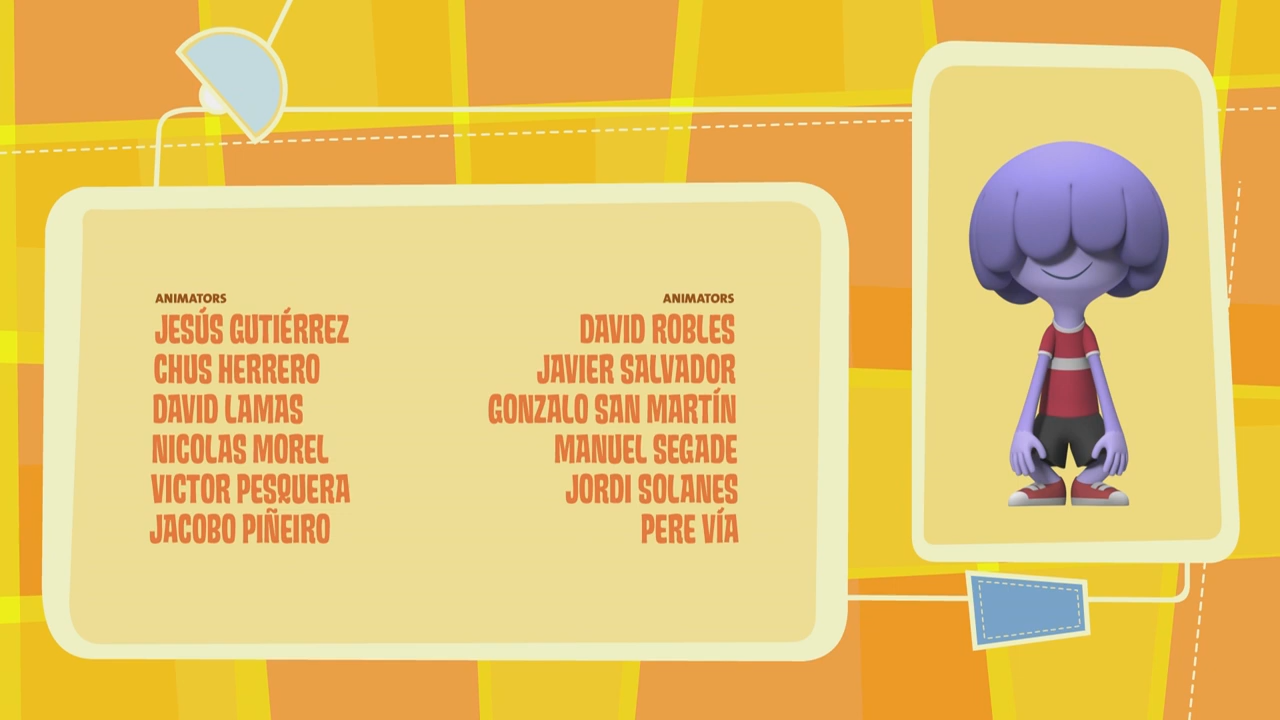 ANIMATORS
JESÚS GUTIÉRREZ
CHUS HERRERO
DAVID LAMAS
NICOLAS MOREL
VICTOR PESQUERA
JACOBO PIÑEIRO
ANIMATORS
DAVID ROBLES
JAVIER SALVADOR
GONZALO SAN MARTÍN
MANUEL SEGADE
JORDI SOLANES
PERE VÍA